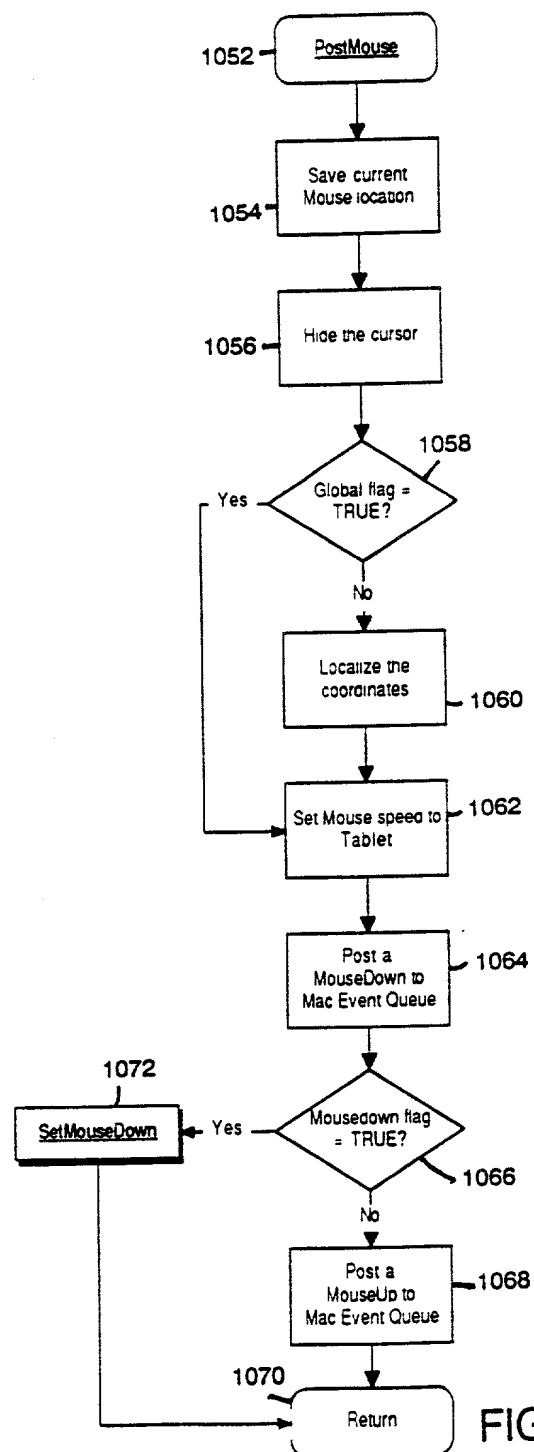 1052
PostMouse
Save current
Mouse location
1054
Hide the cursor
1056
1058
Global flag =
TRUE?
Yes
No
Localize the
coordinates
1060
Set Mouse speed to
Tablet
1062
Post a
MouseDown to
Mac Event Queue
1064
1072
SetMouseDown
Yes
Mousedown flag
= TRUE?
1066
No
Post a
MouseUp to
Mac Event Queue
1068
1070
Return
FIG